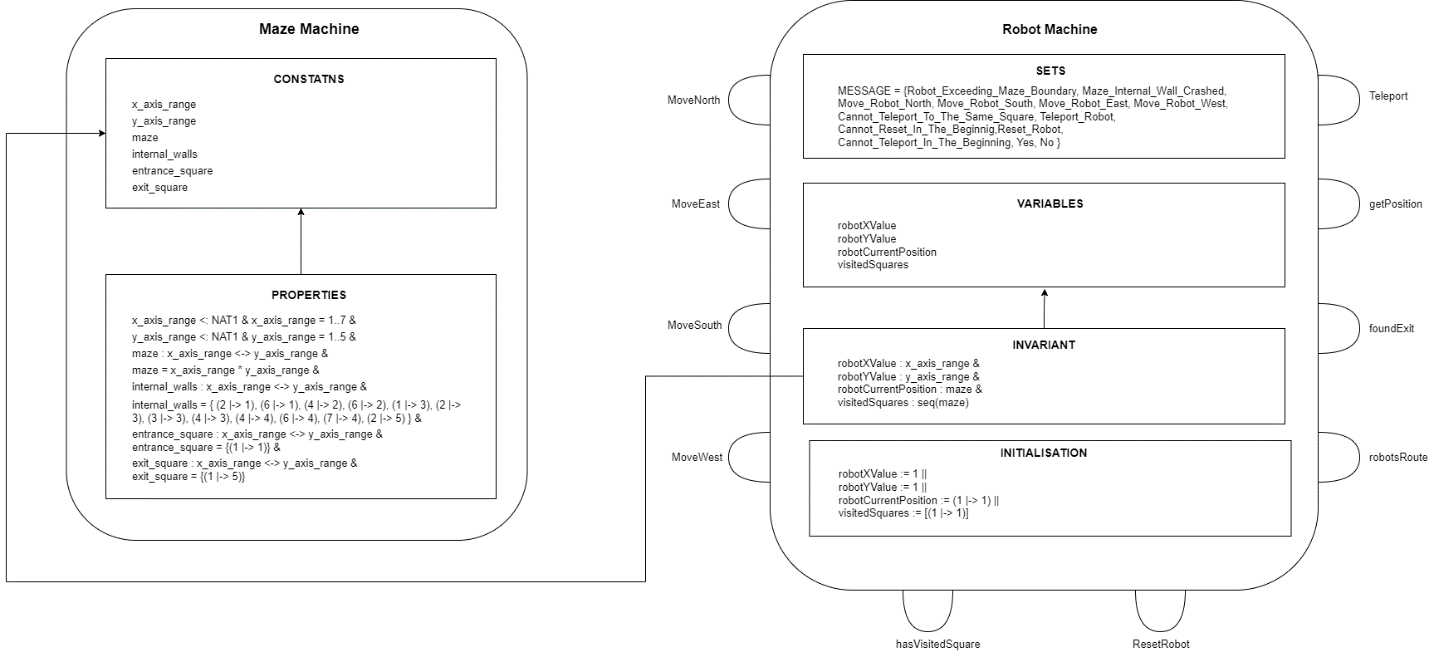 Maze Machine
CONSTATNS
x_axis_range
y_axis_range
maze
internal_walls
entrance_square
exit_square
PROPERTIES
x_axis_range <: NAT1 & x_axis_range = 1..7 &
y_axis_range <: NAT1 & y_axis_range = 1..5 &
maze : x_axis_range <-> y_axis_range &
maze = x_axis_range * y_axis_range &
internal_walls : x_axis_range <-> y_axis_range &
internal_walls = { (2 |-> 1), (6 |-> 1), (4 |-> 2), (6 |-> 2), (1 |-> 3), (2 |->
3), (3 |-> 3), (4 |-> 3), (4 |-> 4), (6 |-> 4), (7 |-> 4), (2 |-> 5) } &
entrance_square : x_axis_range <-> y_axis_range &
entrance_square = {(1 |-> 1)} &
exit_square : x_axis_range <-> y_axis_range &
exit_square = {(1 |-> 5)}
Robot Machine
SETS
MESSAGE = {Robot_Exceeding_Maze_Boundary, Maze_Internal_Wall_Crashed,
Move_Robot_North, Move_Robot_South, Move_Robot_East, Move_Robot_West,
Cannot_Teleport_To_The_Same_Square, Teleport_Robot,
Cannot_Reset_In_The_Beginnig,Reset_Robot,
Cannot_Teleport_In_The_Beginning, Yes, No }
VARIABLES
robotXValue
robotYValue
robotCurrentPosition
visitedSquares
INVARIANT
robotXValue : x_axis_range &
robotYValue : y_axis_range &
robotCurrentPosition : maze &
visitedSquares : seq(maze)
INITIALISATION
robotXValue := 1 ||
robotYValue := 1 ||
robotCurrentPosition := (1 |-> 1) ||
visitedSquares := [(1 |-> 1)]
MoveNorth
MoveEast
MoveSouth
MoveWest
Teleport
getPosition
foundExit
robotsRoute
hasVisitedSquare
ResetRobot